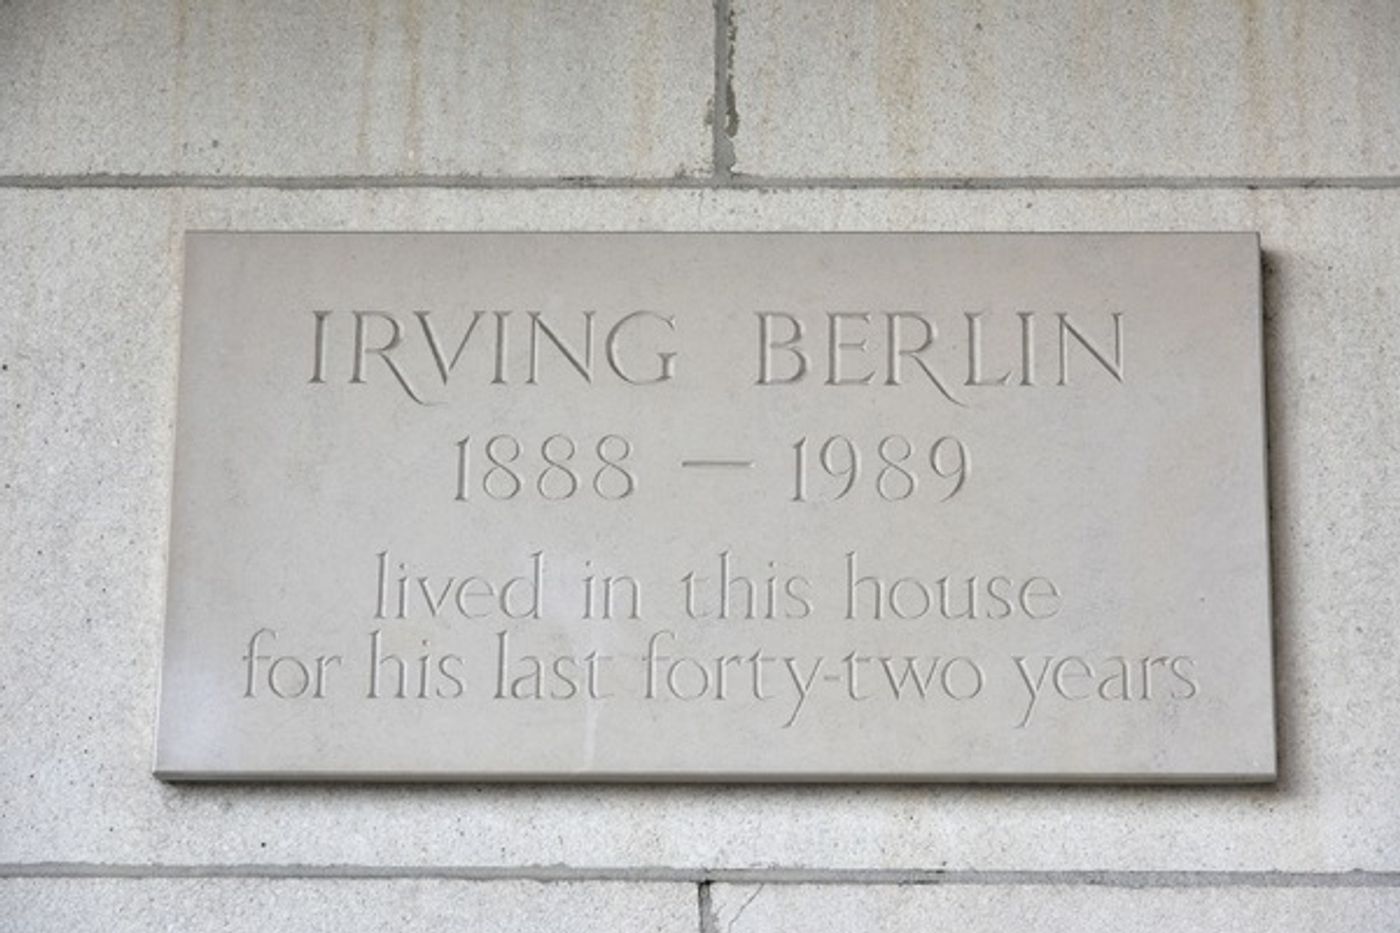 IRVING BERLIN
1888 — 1989
lived in this house
for his last forty-two years